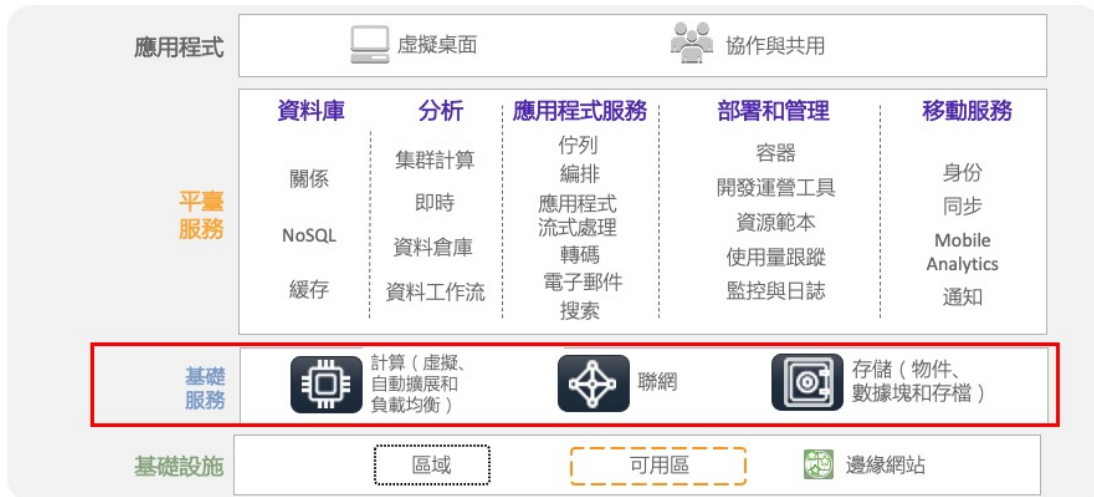 應用程式
虛擬桌面
協作與共用
平臺
服務
資料庫
關係
NoSQL
緩存
分析
集群計算
即時
資料倉庫
資料工作流
應用程式服務
佇列
編排
應用程式
流式處理
轉碼
電子郵件
搜索
部署和管理
容器
開發運營工具
資源範本
使用量跟蹤
監控與日誌
移動服務
身份
同步
Mobile
Analytics
通知
基礎
服務
計算（虛擬、
自動擴展和
負載均衡）
聯網
存儲（物件、
數據塊和存檔）
基礎設施
區域
可用區
邊緣網站